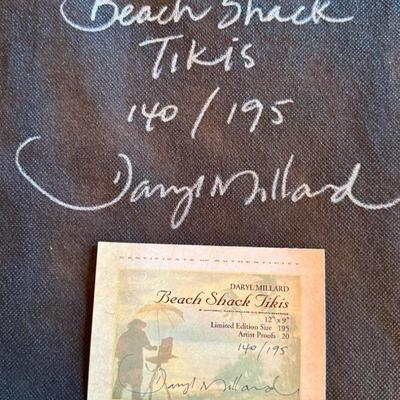 Beach Shack
TIKIS
140/195
Daryl Millard
CERTIFICATE OF AUTHENTICITY
DARYL MILLARD
Beach Shack Tikis
12" x 9"
Limited Edition Size 195
Artist Proofs 20
140/195
Daryl Millard